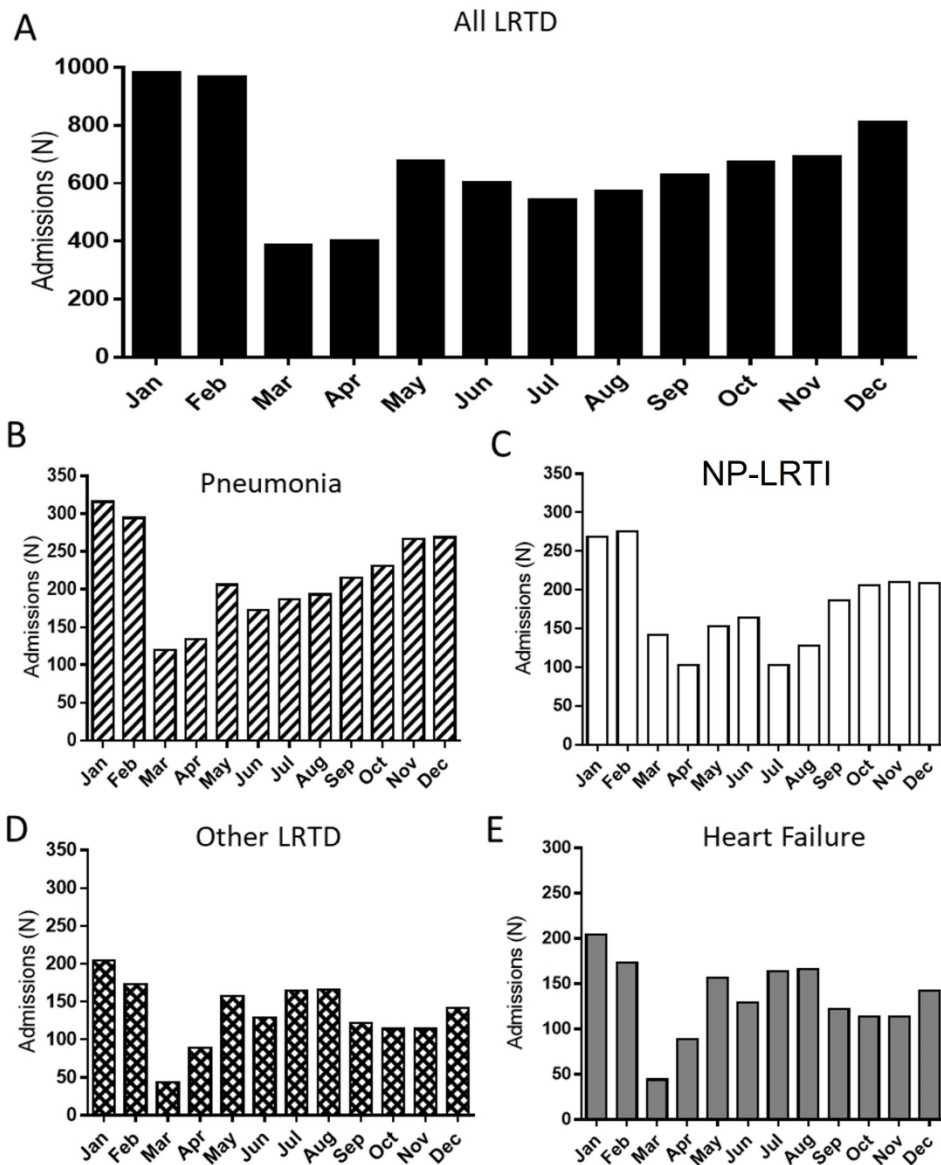 A
All LRTD
Admissions (N)
1000
800
600
400
200
0
Jan Feb Mar Apr May Jun Jul Aug Sep Oct Nov Dec
B
Pneumonia
Admissions (N)
350
300
250
200
150
100
50
0
Jan Feb Mar Apr May Jun Jul Aug Sep Oct Nov Dec
C
NP-LRTI
Admissions (N)
350
300
250
200
150
100
50
0
Jan Feb Mar Apr May Jun Jul Aug Sep Oct Nov Dec
D
Other LRTD
Admissions (N)
350
300
250
200
150
100
50
0
Jan Feb Mar Apr May Jun Jul Aug Sep Oct Nov Dec
E
Heart Failure
Admissions (N)
300
250
200
150
100
50
0
Jan Feb Mar Apr May Jun Jul Aug Sep Oct Nov Dec